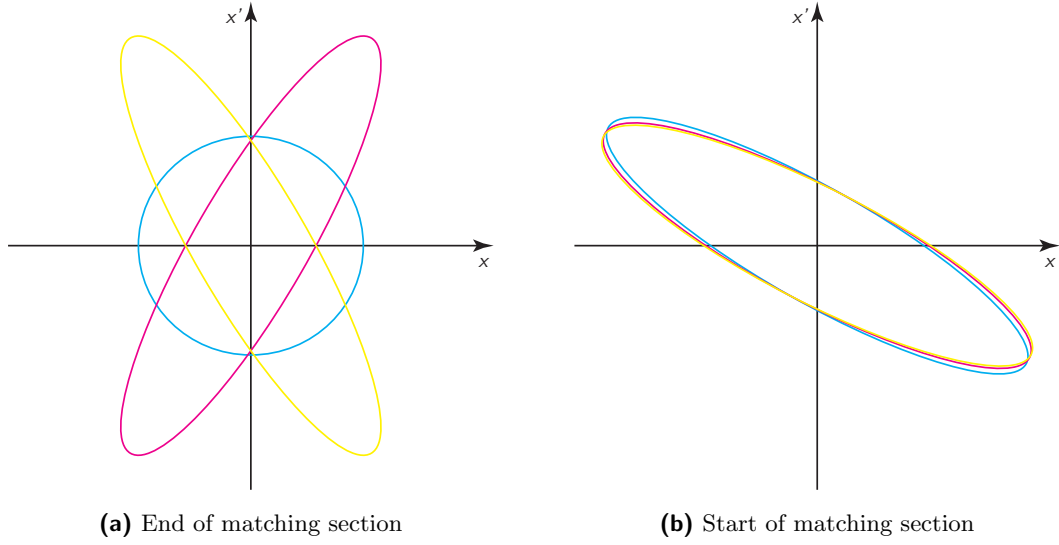 x'
x
(a) End of matching section
x'
x
(b) Start of matching section